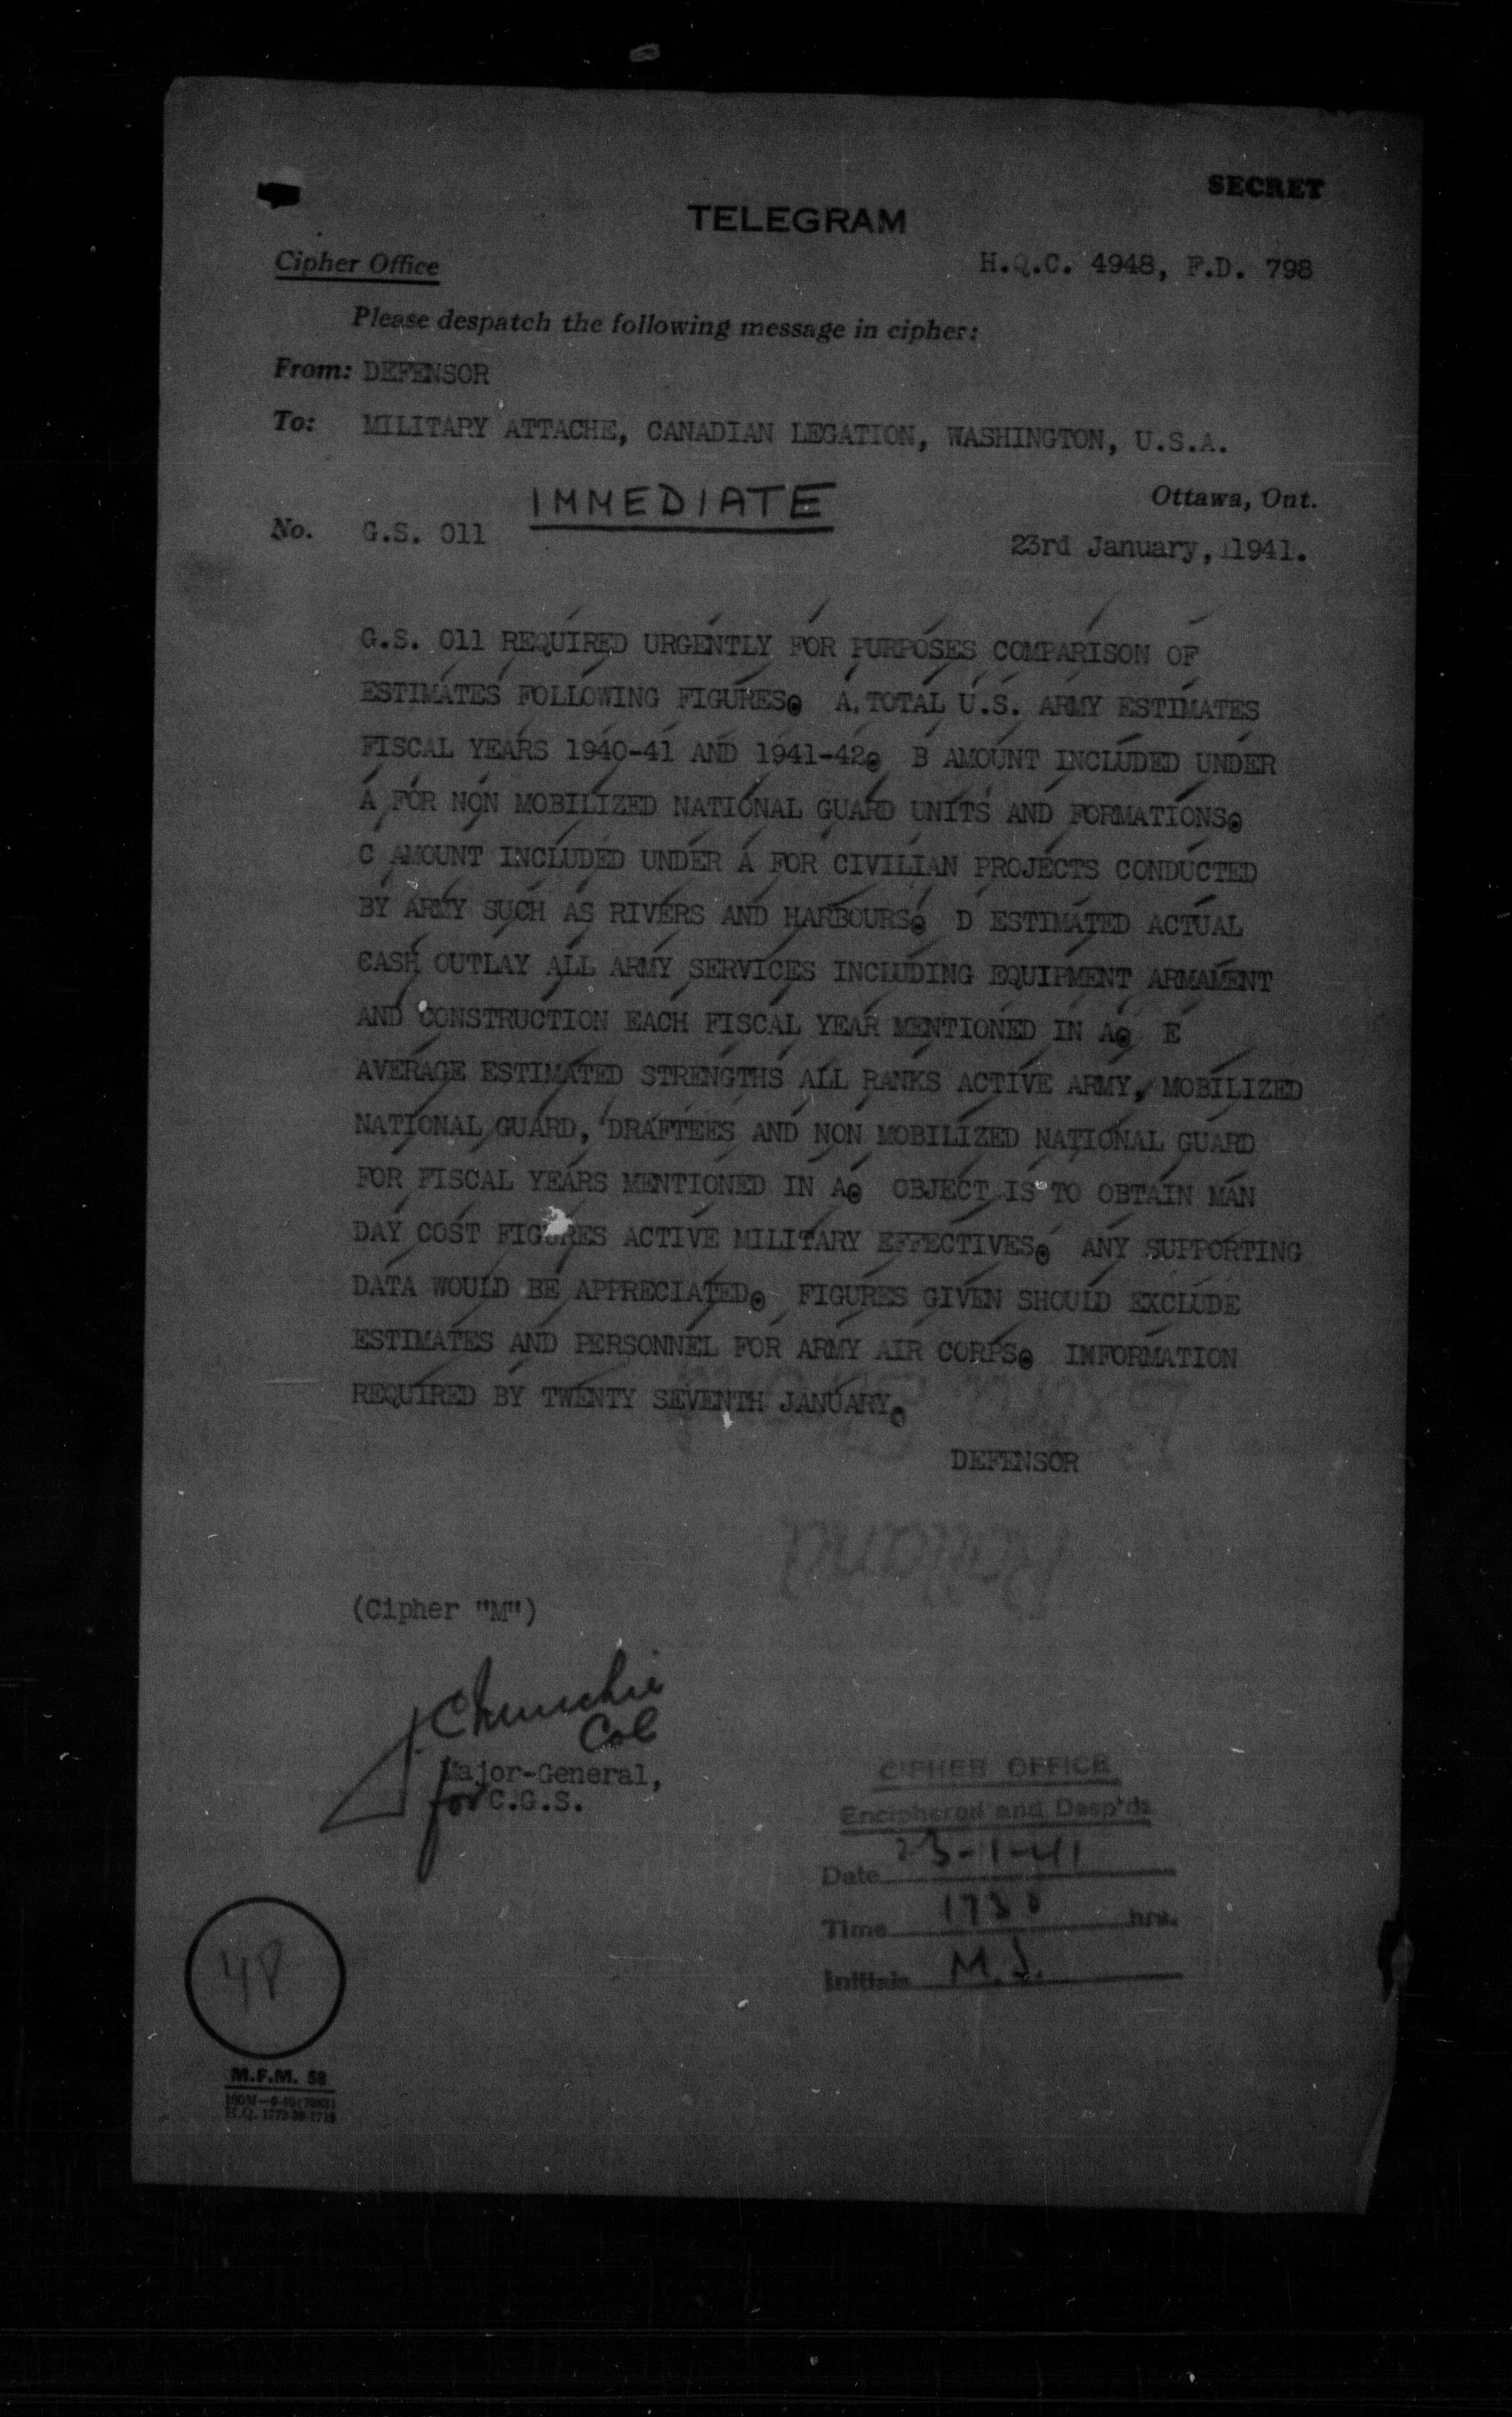 SECRET
TELEGRAM
Cipher Office
H.Q.C. 4948, F.D. 798
Please despatch the following message in cipher:
From: DEFENSOR
To: MILITARY ATTACHE, CANADIAN LEGATION, WASHINGTON, U.S.A.
IMMEDIATE
Ottawa, Ont.
No. G.S. 011
23rd January, 1941.
G.S. 011 REQUIRED URGENTLY FOR PURPOSES COMPARISON OF
ESTIMATES FOLLOWING FIGURES. A. TOTAL U.S. ARMY ESTIMATES
FISCAL YEARS 1940-41 AND 1941-42. B AMOUNT INCLUDED UNDER
A FOR NON MOBILIZED NATIONAL GUARD UNITS AND FORMATIONS.
C AMOUNT INCLUDED UNDER A FOR CIVILIAN PROJECTS CONDUCTED
BY ARMY SUCH AS RIVERS AND HARBOURS. D ESTIMATED ACTUAL
CASH OUTLAY ALL ARMY SERVICES INCLUDING EQUIPMENT ARMAMENT
AND CONSTRUCTION EACH FISCAL YEAR MENTIONED IN A. E
AVERAGE ESTIMATED STRENGTHS ALL RANKS ACTIVE ARMY, MOBILIZED
NATIONAL GUARD, DRAFTEES AND NON MOBILIZED NATIONAL GUARD
FOR FISCAL YEARS MENTIONED IN A. OBJECT IS TO OBTAIN MAN
DAY COST FIGURES ACTIVE MILITARY EFFECTIVES. ANY SUPPORTING
DATA WOULD BE APPRECIATED. FIGURES GIVEN SHOULD EXCLUDE
ESTIMATES AND PERSONNEL FOR ARMY AIR CORPS. INFORMATION
REQUIRED BY TWENTY SEVENTH JANUARY.
DEFENSOR
(Cipher "M")
Col
Major-General,
for C.G.S.
CIPHER OFFICE
Enciphered and Desp'd:
Date 23-1-41
Time 1730 hrs.
Initials M.J.
48
M.F.M. 58